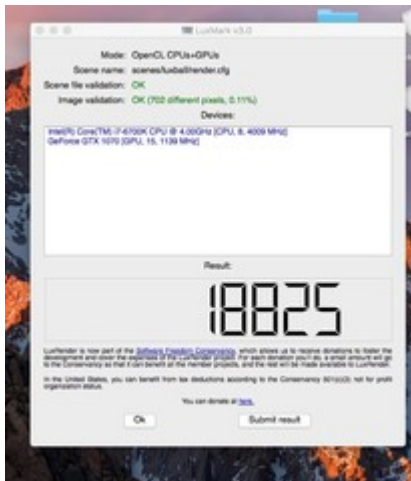 LuxMark v3.0
Mode: OpenCL CPUs+GPUs
Scene name: scenes/luxball/render.cfg
Scene file validation: OK
Image validation: OK (702 different pixels, 0.11%)
Devices:
Intel(R) Core(TM) i7-6700K CPU @ 4.00GHz [CPU, 8, 4009 MHz]
GeForce GTX 1070 [GPU, 15, 1139 MHz]
Result:
18825
LuxRender is now part of the Software Freedom Conservancy, which allows us to receive donations to foster the
development and cover the expenses of the LuxRender project. For each donation you'll do, a small amount will go
to the Conservancy so that it can benefit all the member projects, and the rest will be made available to LuxRender.
In the United States, you can benefit from tax deductions according to the Conservancy 501(c)(3) not for profit
organization status.
You can donate at here.
Ok
Submit result